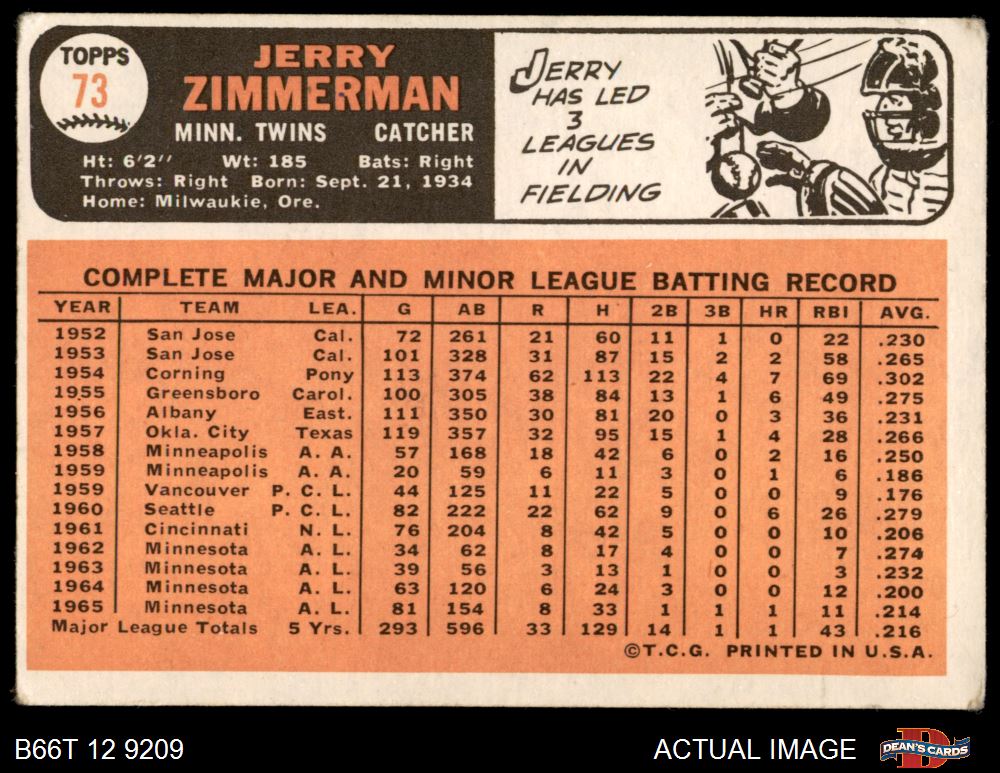 TOPPS
73
JERRY
ZIMMERMAN
MINN. TWINS CATCHER
Ht: 6'2" Wt: 185 Bats: Right
Throws: Right Born: Sept. 21, 1934
Home: Milwaukie, Ore.
JERRY
HAS LED
3
LEAGUES
IN
FIELDING
COMPLETE MAJOR AND MINOR LEAGUE BATTING RECORD
YEAR TEAM LEA. G AB R H 2B 3B HR RBI AVG.
1952 San Jose Cal. 72 261 21 60 11 1 0 22 .230
1953 San Jose Cal. 101 328 31 87 15 2 2 58 .265
1954 Corning Pony 113 374 62 113 22 4 7 69 .302
1955 Greensboro Carol. 100 305 38 84 13 1 6 49 .275
1956 Albany East. 111 350 30 81 20 0 3 36 .231
1957 Okla. City Texas 119 357 32 95 15 1 4 28 .266
1958 Minneapolis A. A. 57 168 18 42 6 0 2 16 .250
1959 Minneapolis A. A. 20 59 6 11 3 0 1 6 .186
1959 Vancouver P. C. L. 44 125 11 22 5 0 0 9 .176
1960 Seattle P. C. L. 82 222 22 62 9 0 6 26 .279
1961 Cincinnati N. L. 76 204 8 42 5 0 0 10 .206
1962 Minnesota A. L. 34 62 8 17 4 0 0 7 .274
1963 Minnesota A. L. 39 56 3 13 1 0 0 3 .232
1964 Minnesota A. L. 63 120 6 24 3 0 0 12 .200
1965 Minnesota A. L. 81 154 8 33 1 1 1 11 .214
Major League Totals 5 Yrs. 293 596 33 129 14 1 1 43 .216
©T.C.G. PRINTED IN U.S.A.
B66T 12 9209 ACTUAL IMAGE DEAN'S CARDS